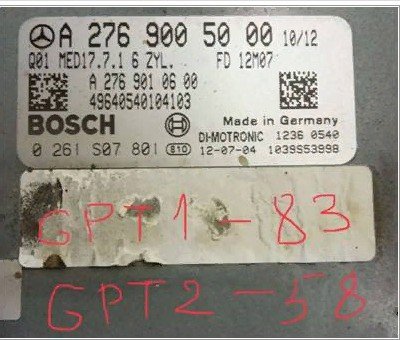 A 276 900 50 00 10/12
Q01 MED17.7.1 6 ZYL. FD 12M07
A 276 901 06 00
49640540104103
BOSCH
Made in Germany
DI-MOTRONIC 1236 0540
0 261 S07 801 810 12-07-04 1039S53998
GPT1-83
GPT2-58